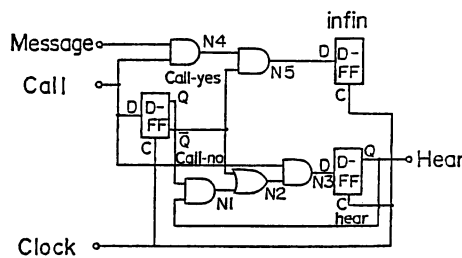 infin
Message
N4
D D-
FF
Call-yes
N5
Call
C
D D-
FF
Q
Q̅
C
Call-no
D D-
FF
Q
Hear
N1
N2
N3
C
hear
Clock